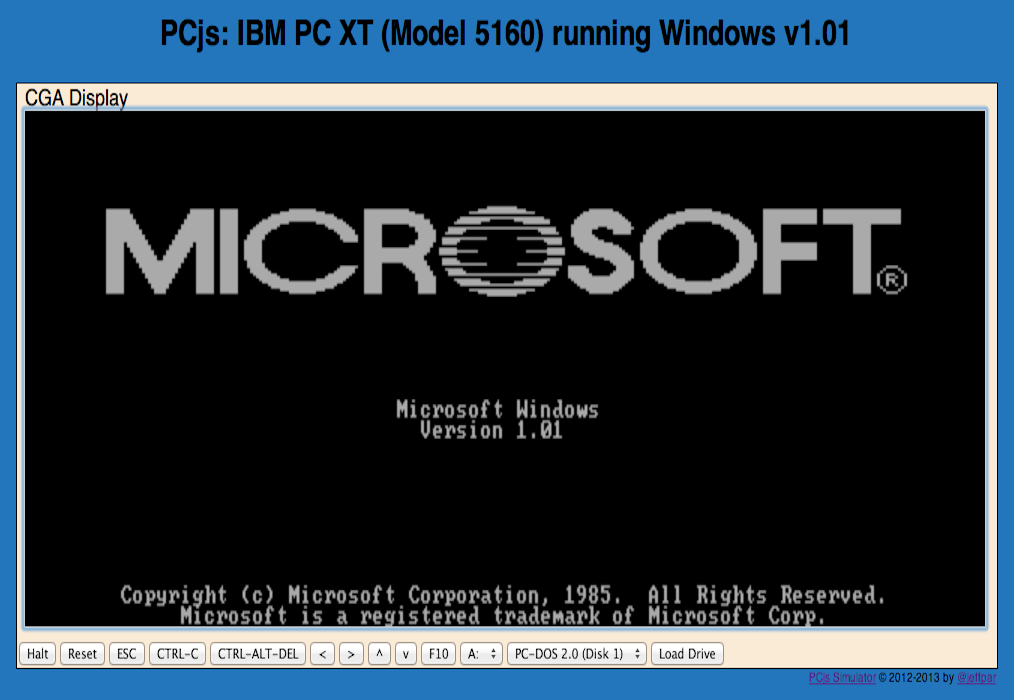 PCjs: IBM PC XT (Model 5160) running Windows v1.01
CGA Display
MICROSOFT®
Microsoft Windows
Version 1.01
Copyright (c) Microsoft Corporation, 1985. All Rights Reserved.
Microsoft is a registered trademark of Microsoft Corp.
Halt Reset ESC CTRL-C CTRL-ALT-DEL < > ^ v F10 A: PC-DOS 2.0 (Disk 1) Load Drive
PCjs Simulator © 2012-2013 by @jeffpar